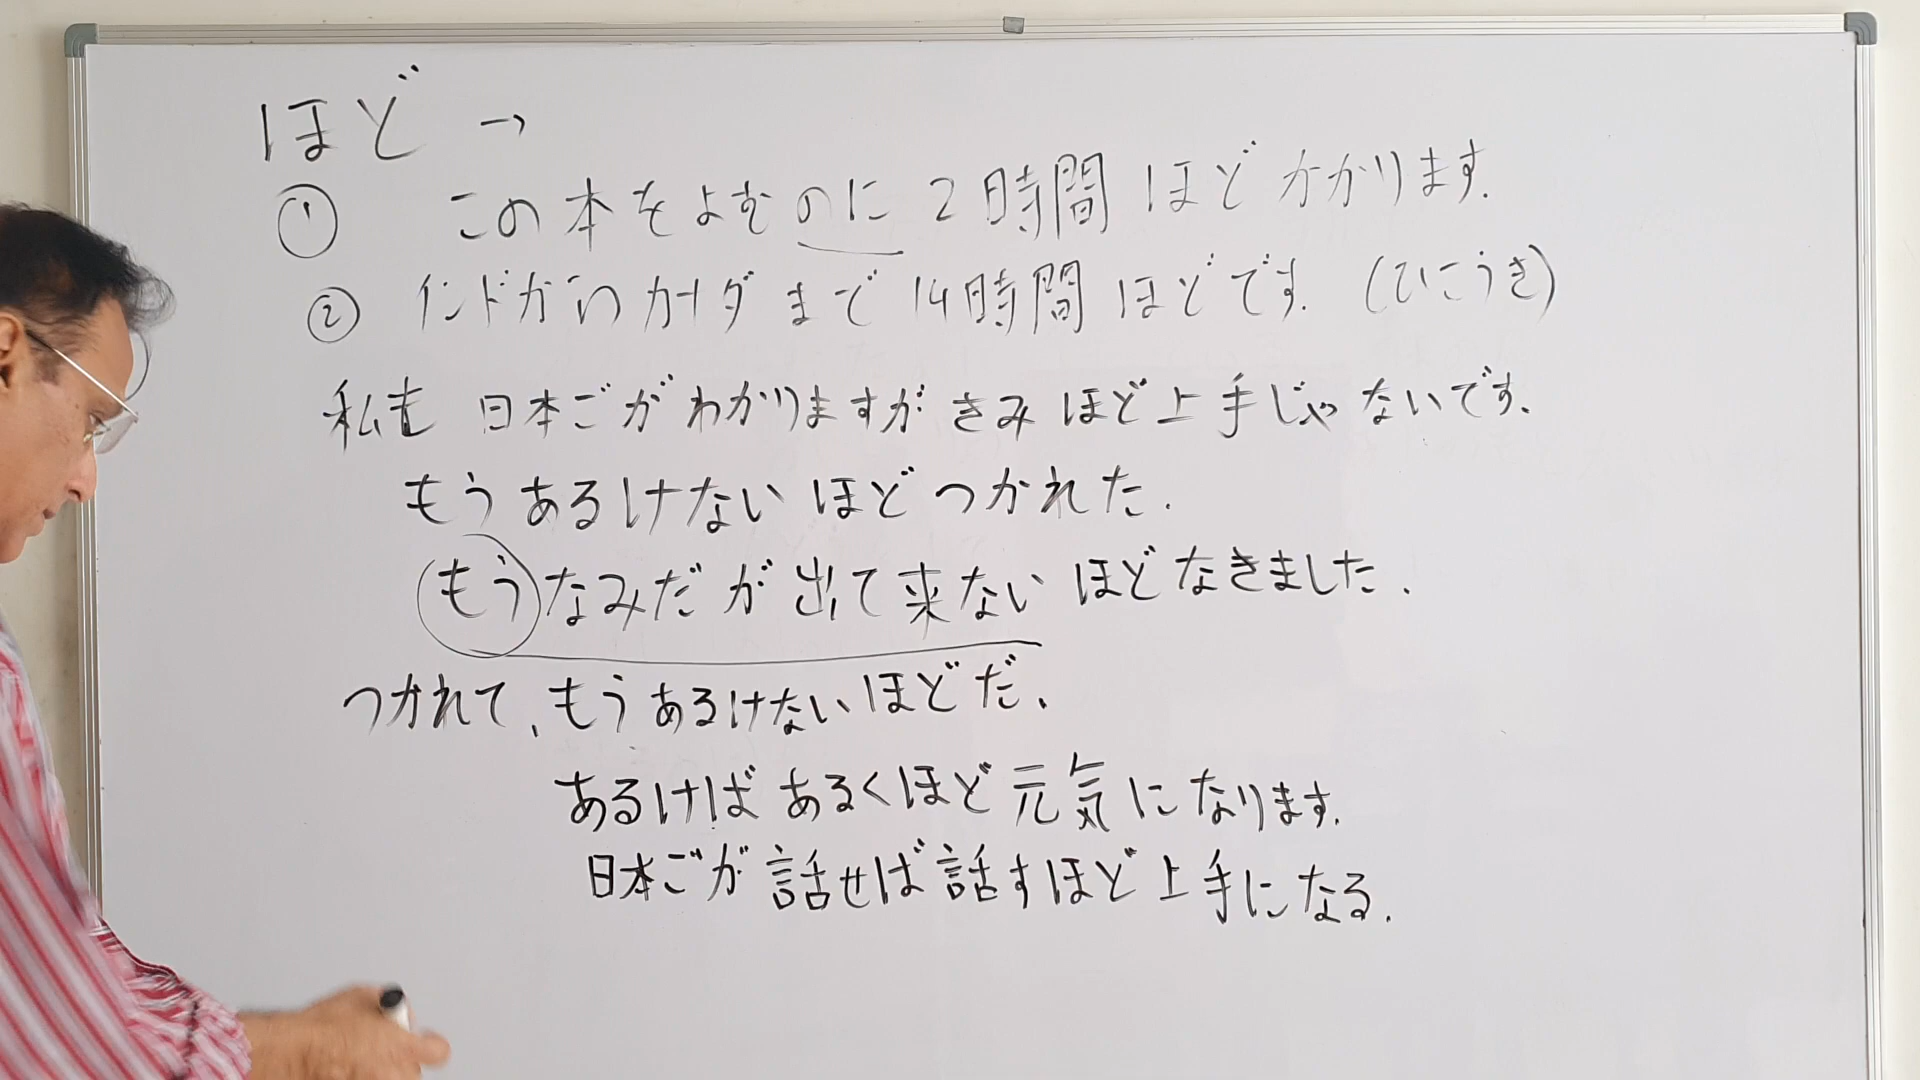 ほど →
① この本をよむのに2時間ほどかかります.
② インドからカナダまで14時間ほどです. (ひこうき)
私も日本ごがわかりますがきみほど上手じゃないです.
もうあるけないほどつかれた.
もうなみだが出て来ないほどなきました.
つかれて、もうあるけないほどだ、
あるけばあるくほど元気になります.
日本ごが話せば話すほど上手になる.